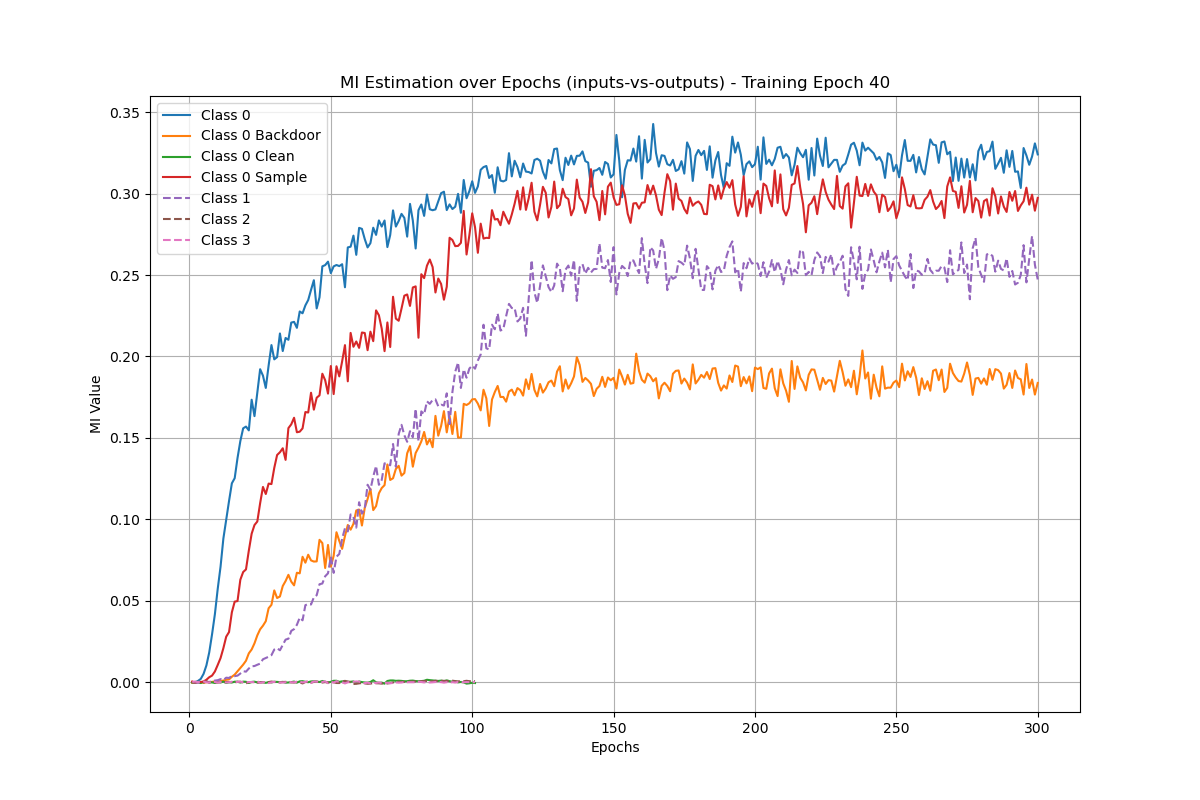 MI Estimation over Epochs (inputs-vs-outputs) - Training Epoch 40
0.35
0.30
0.25
0.20
0.15
0.10
0.05
0.00
MI Value
Class 0
Class 0 Backdoor
Class 0 Clean
Class 0 Sample
Class 1
Class 2
Class 3
0 50 100 150 200 250 300
Epochs